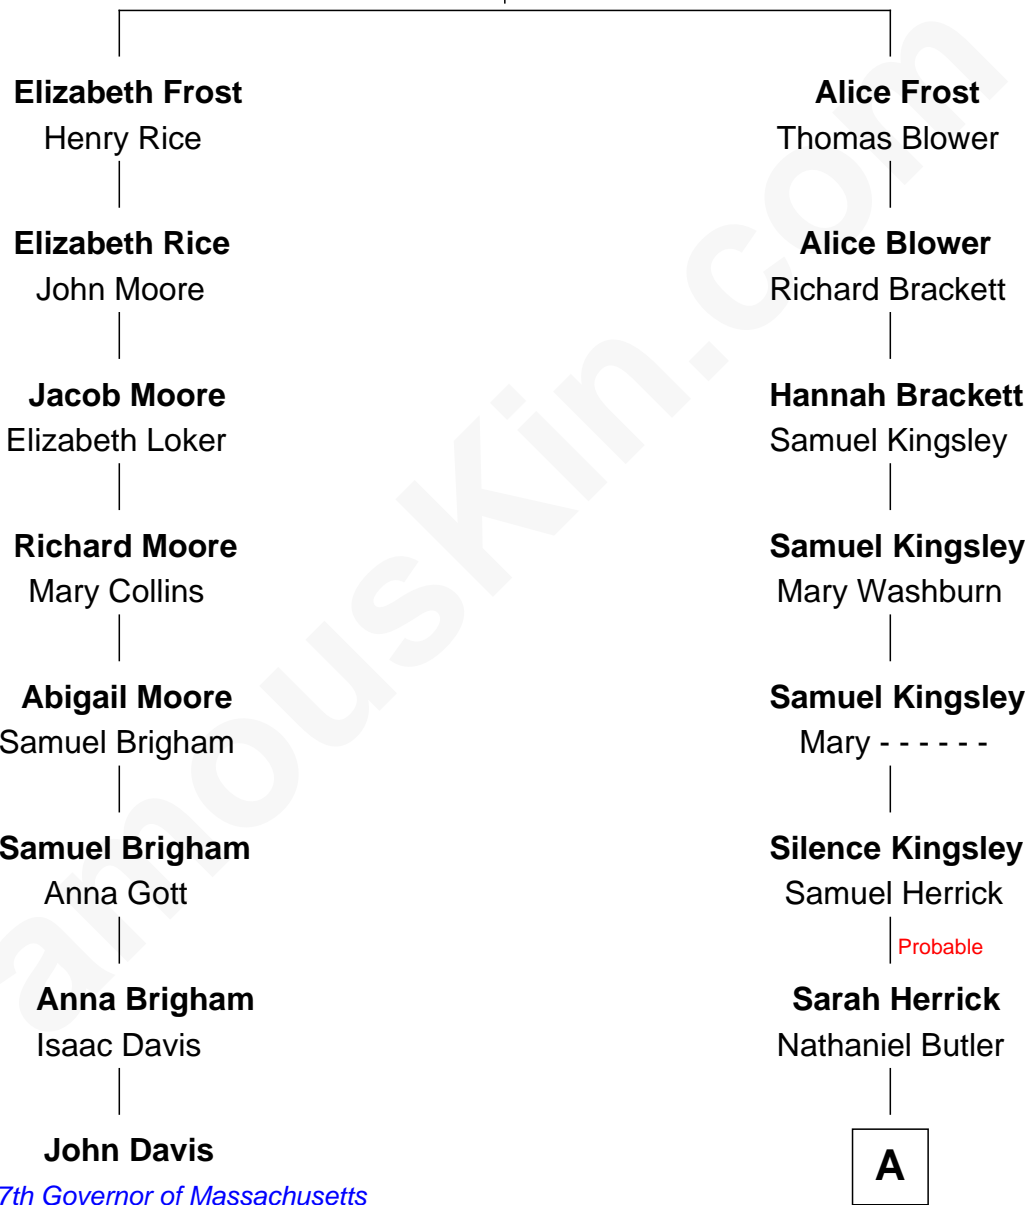 Elizabeth Frost
Henry Rice
Elizabeth Rice
John Moore
Jacob Moore
Elizabeth Loker
Richard Moore
Mary Collins
Abigail Moore
Samuel Brigham
Samuel Brigham
Anna Gott
Anna Brigham
Isaac Davis
John Davis
7th Governor of Massachusetts
Alice Frost
Thomas Blower
Alice Blower
Richard Brackett
Hannah Brackett
Samuel Kingsley
Samuel Kingsley
Mary Washburn
Samuel Kingsley
Mary - - - - - -
Silence Kingsley
Samuel Herrick
Probable
Sarah Herrick
Nathaniel Butler
A
amouskin.com